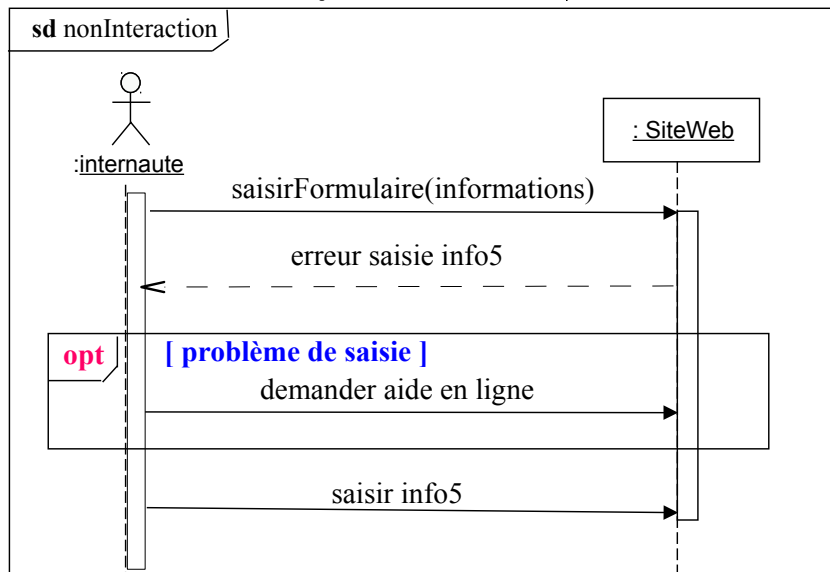 sd nonInteraction
: SiteWeb
:internaute
saisirFormulaire(informations)
erreur saisie info5
opt [ problème de saisie ]
demander aide en ligne
saisir info5